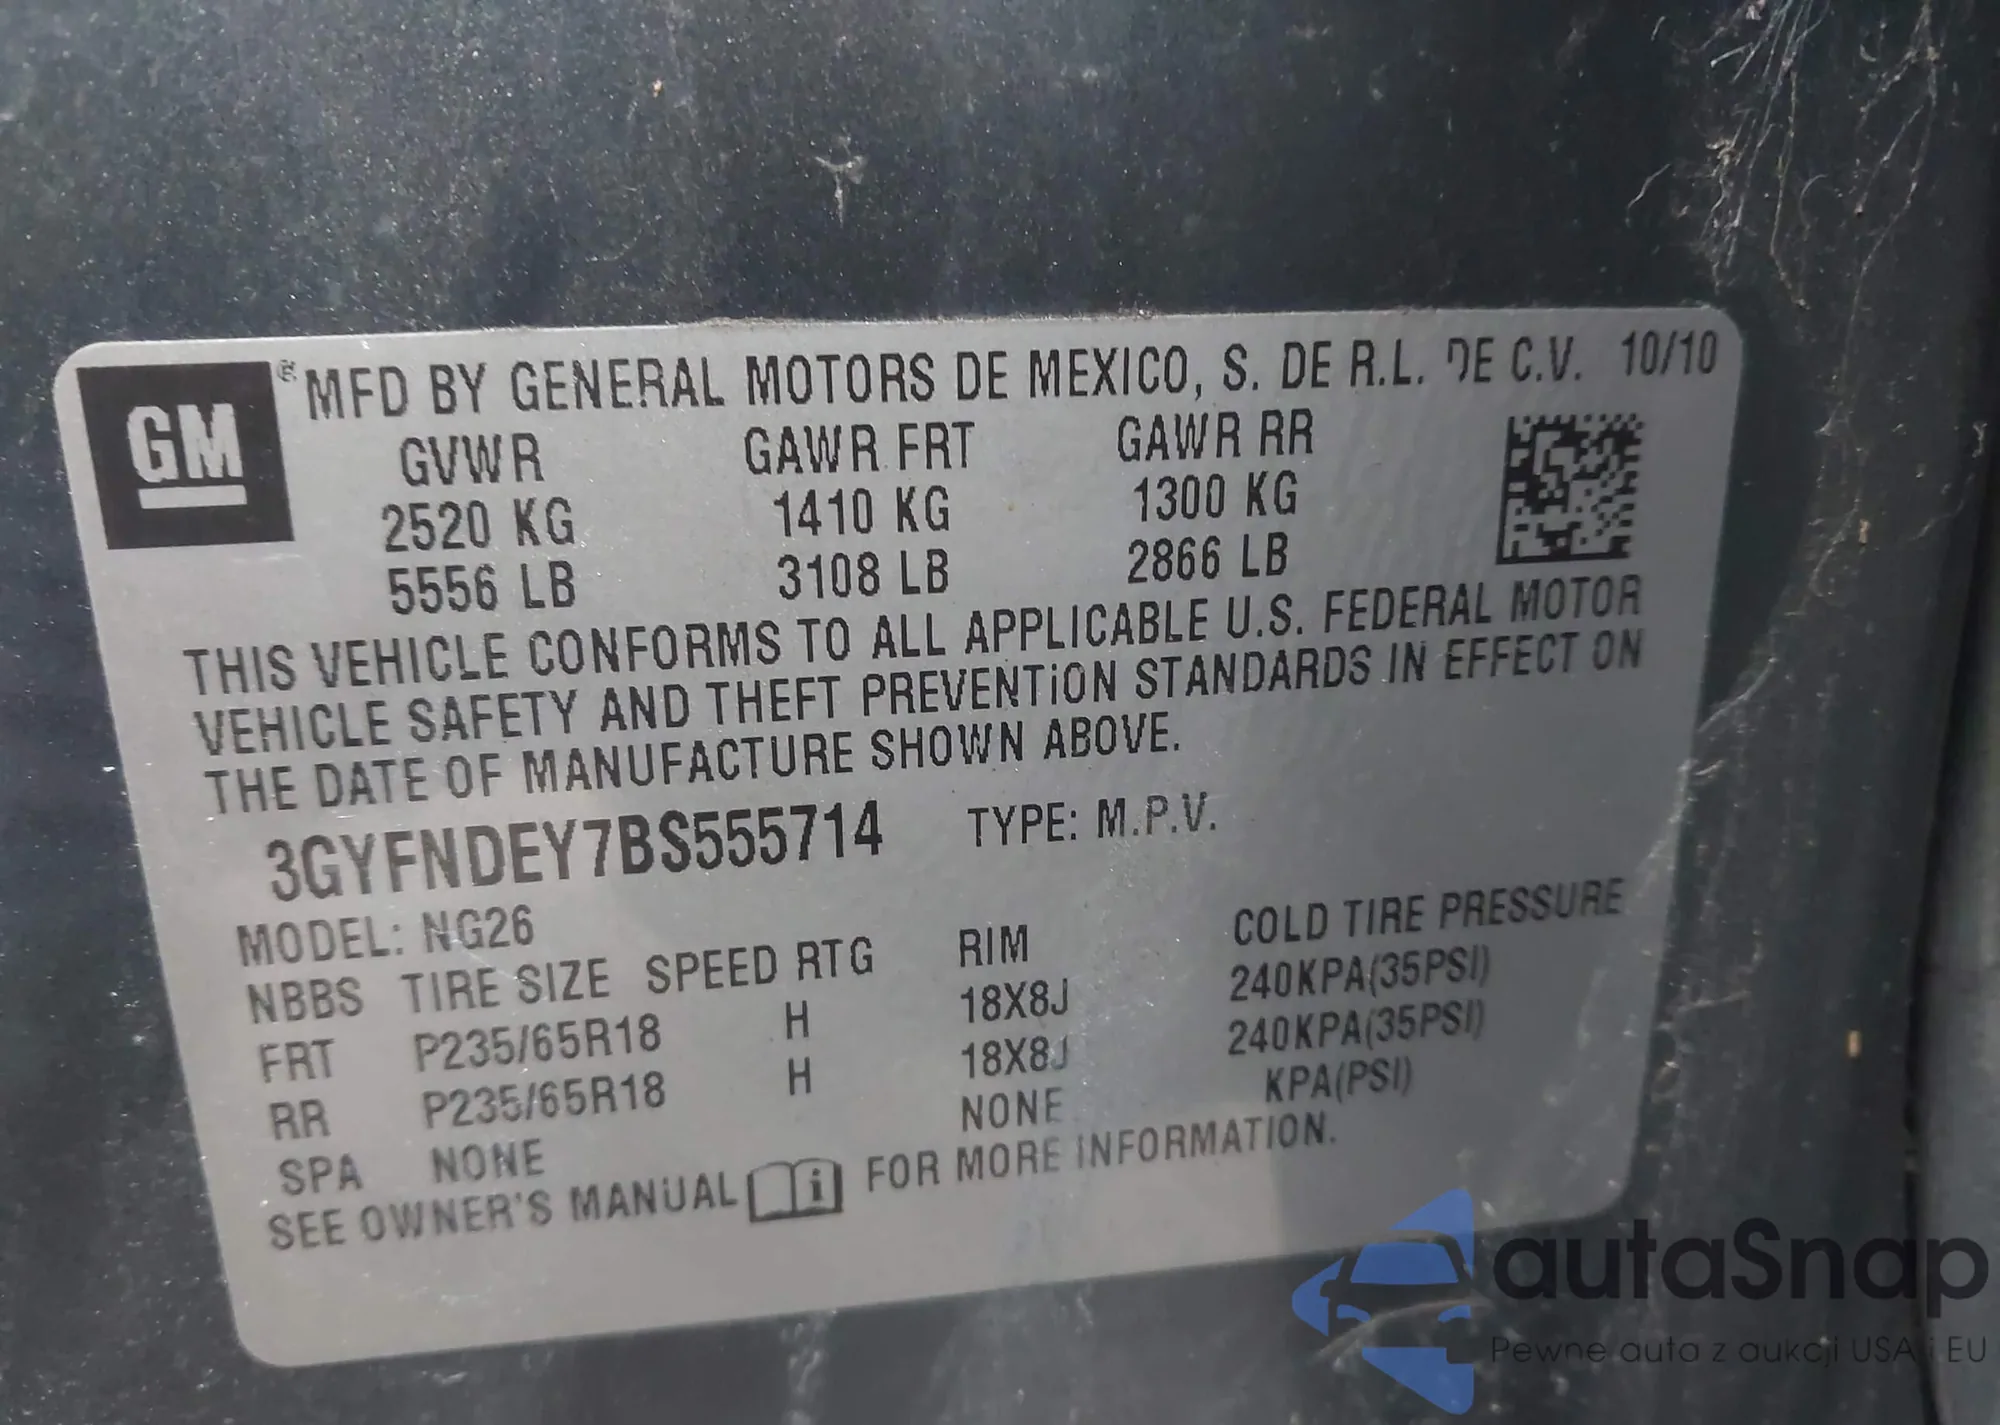 GM ® MFD BY GENERAL MOTORS DE MEXICO, S. DE R.L. DE C.V. 10/10
GVWR GAWR FRT GAWR RR
2520 KG 1410 KG 1300 KG
5556 LB 3108 LB 2866 LB
THIS VEHICLE CONFORMS TO ALL APPLICABLE U.S. FEDERAL MOTOR
VEHICLE SAFETY AND THEFT PREVENTION STANDARDS IN EFFECT ON
THE DATE OF MANUFACTURE SHOWN ABOVE.
3GYFNDEY7BS555714 TYPE: M.P.V.
MODEL: NG26
NBBS TIRE SIZE SPEED RTG RIM COLD TIRE PRESSURE
FRT P235/65R18 H 18X8J 240KPA(35PSI)
RR P235/65R18 H 18X8J 240KPA(35PSI)
SPA NONE NONE KPA(PSI)
SEE OWNER'S MANUAL i FOR MORE INFORMATION.
autaSnap
Pewne auta z aukcji USA i EU